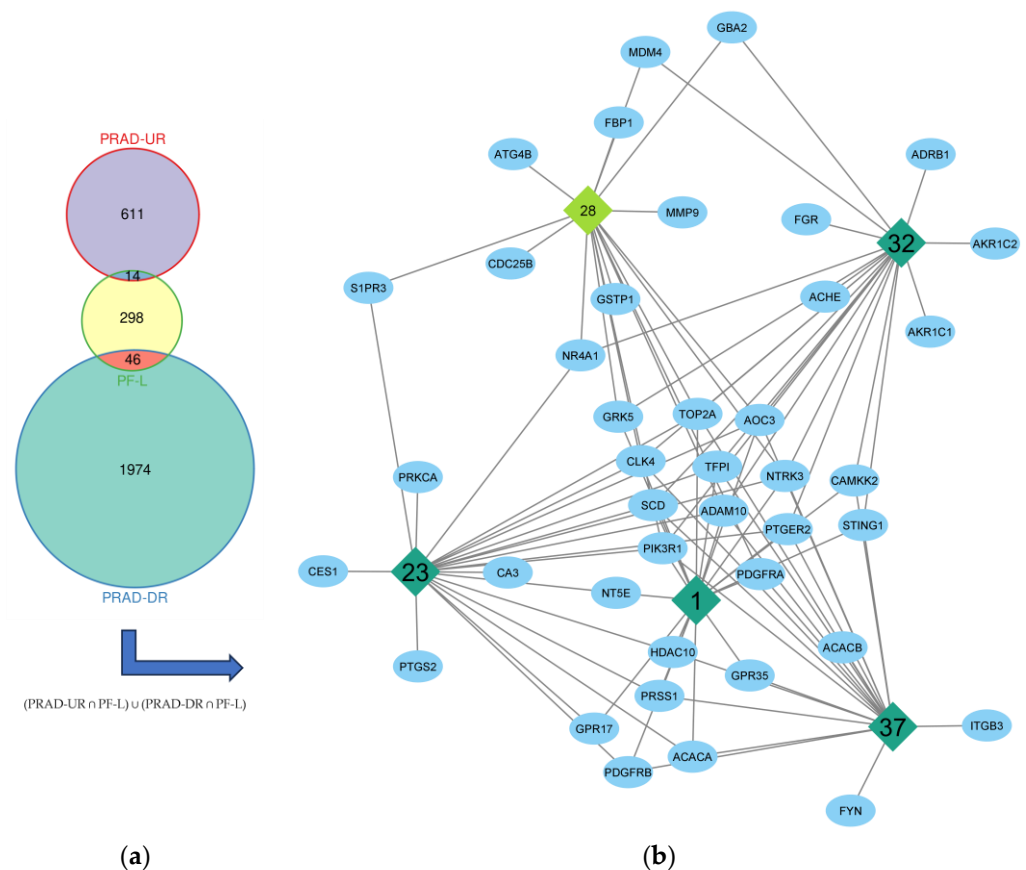 PRAD-UR
611
14
298
46
PF-L
1974
PRAD-DR
(PRAD-UR ∩ PF-L) ∪ (PRAD-DR ∩ PF-L)
(a)
GBA2
MDM4
FBP1
ATG4B
ADRB1
28
MMP9
FGR
32
AKR1C2
CDC25B
S1PR3
GSTP1
ACHE
AKR1C1
NR4A1
GRK5
TOP2A
AOC3
CLK4
TFPI
PRKCA
NTRK3
CAMKK2
SCD
ADAM10
PTGER2
STING1
PIK3R1
CES1
23
CA3
PDGFRA
NT5E
1
HDAC10
ACACB
PTGS2
GPR35
PRSS1
GPR17
37
ITGB3
ACACA
PDGFRB
FYN
(b)